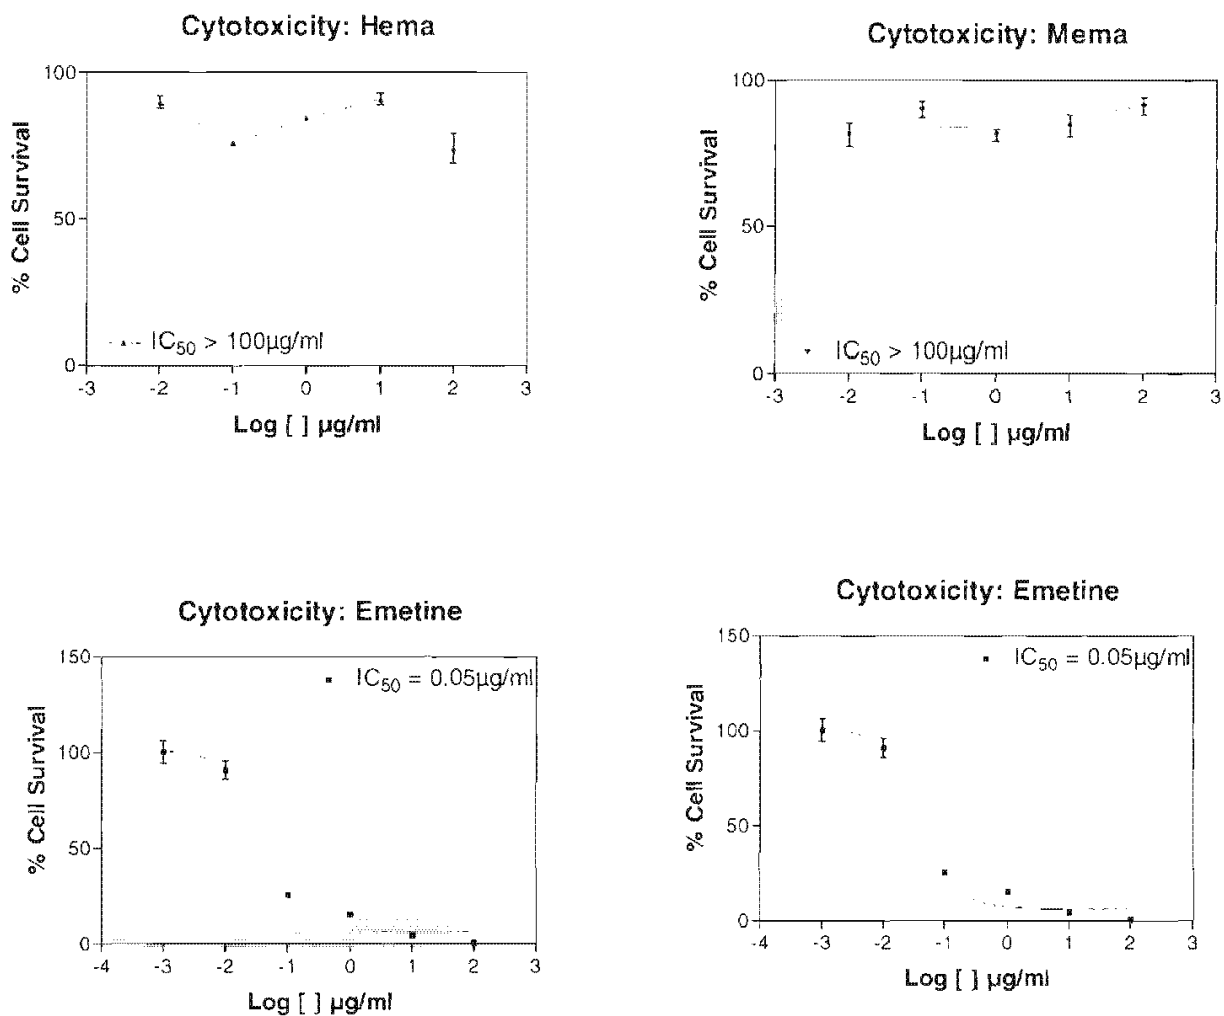 Cytotoxicity: Hema
100
50
0
% Cell Survival
IC50 > 100µg/ml
-3 -2 -1 0 1 2 3
Log [ ] µg/ml
Cytotoxicity: Mema
100
50
0
% Cell Survival
IC50 > 100µg/ml
-3 -2 -1 0 1 2 3
Log [ ] µg/ml
Cytotoxicity: Emetine
150
100
50
0
% Cell Survival
IC50 = 0.05µg/ml
-4 -3 -2 -1 0 1 2 3
Log [ ] µg/ml
Cytotoxicity: Emetine
150
100
50
0
% Cell Survival
IC50 = 0.05µg/ml
-4 -3 -2 -1 0 1 2 3
Log [ ] µg/ml